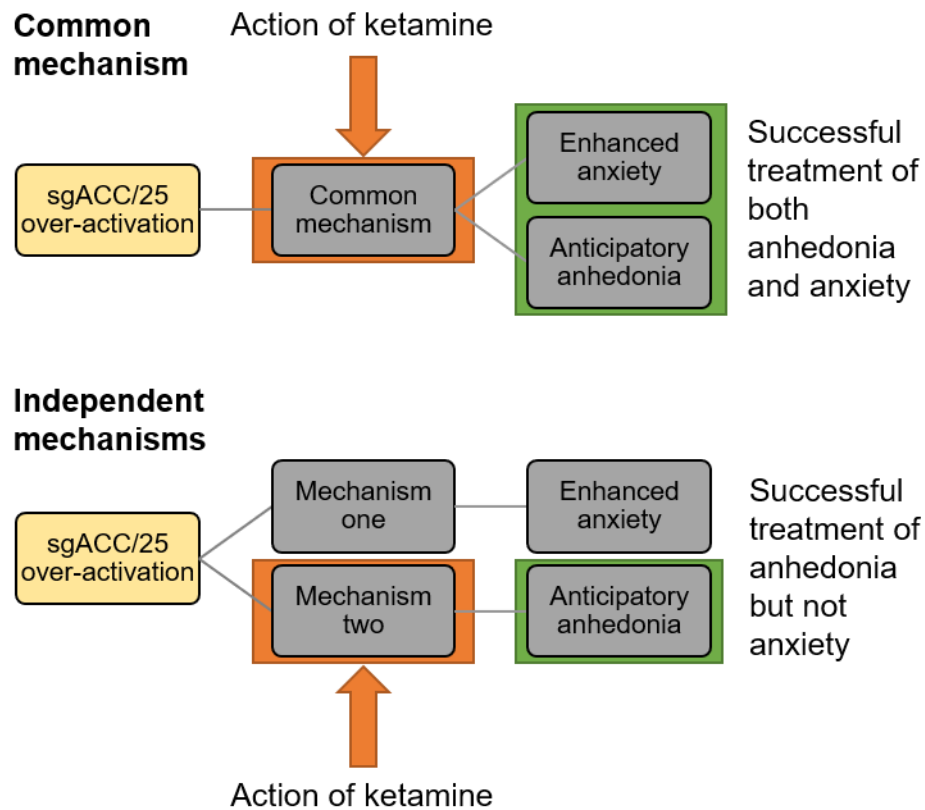 Common
mechanism
Action of ketamine
sgACC/25
over-activation
Common
mechanism
Enhanced
anxiety
Anticipatory
anhedonia
Successful
treatment of
both
anhedonia
and anxiety
Independent
mechanisms
sgACC/25
over-activation
Mechanism
one
Enhanced
anxiety
Mechanism
two
Anticipatory
anhedonia
Successful
treatment of
anhedonia
but not
anxiety
Action of ketamine